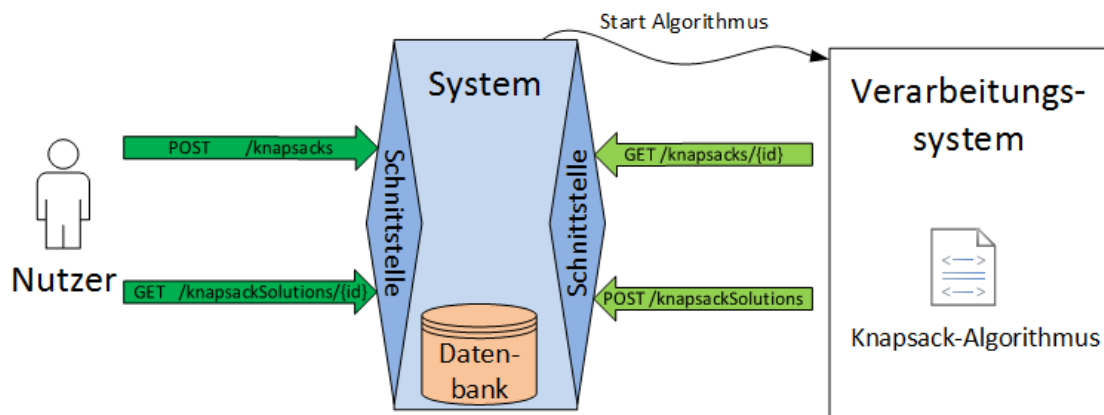 Start Algorithmus
System
Verarbeitungs-
system
POST /knapsacks
GET /knapsacks/{id}
Schnittstelle
Schnittstelle
Nutzer
GET /knapsackSolutions/{id}
POST /knapsackSolutions
Daten-
bank
Knapsack-Algorithmus